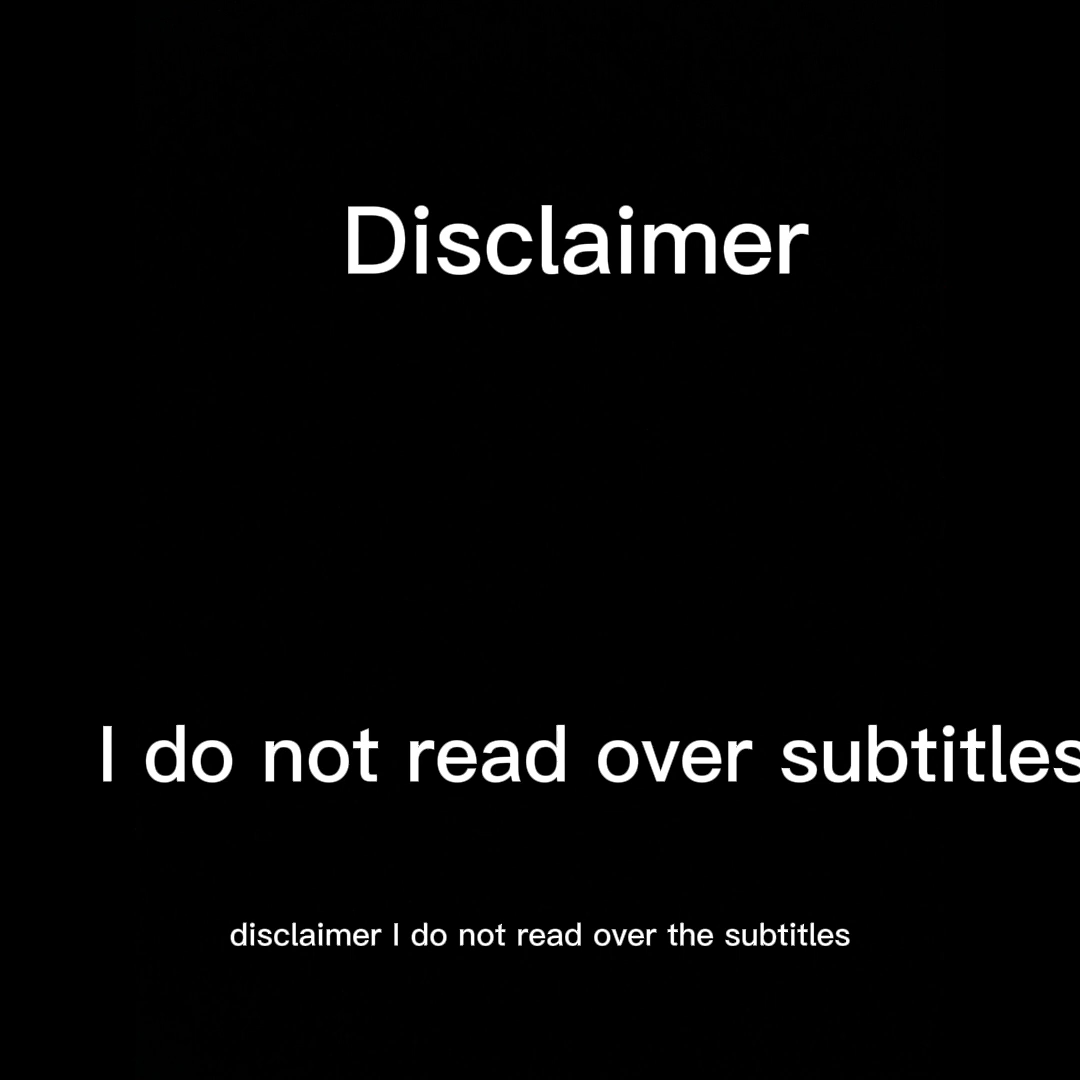 Disclaimer
I do not read over subtitles
disclaimer I do not read over the subtitles